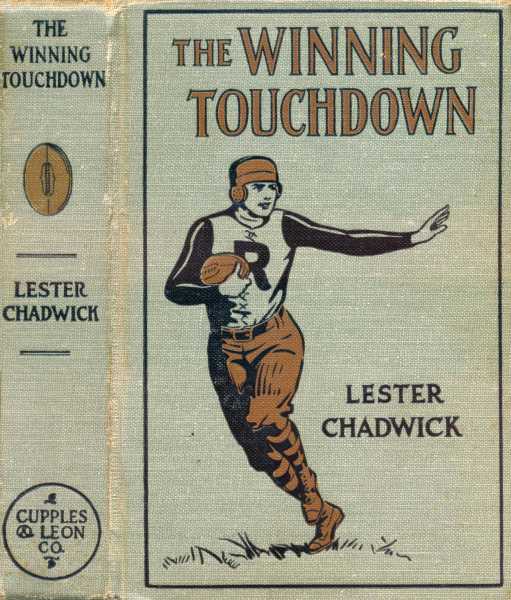 THE
WINNING
TOUCHDOWN
LESTER
CHADWICK
CUPPLES
& LEON
CO.
THE WINNING
TOUCHDOWN
R
LESTER
CHADWICK